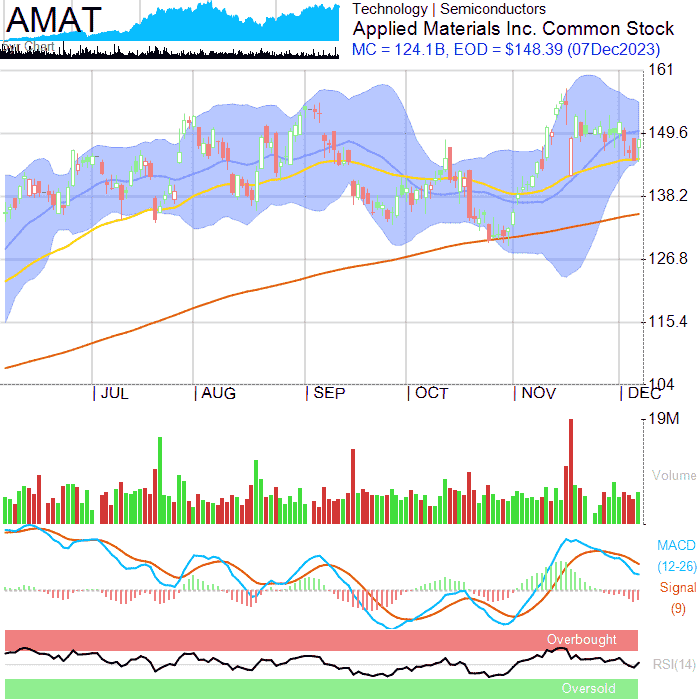 AMAT
Technology | Semiconductors
Applied Materials Inc. Common Stock
MC = 124.1B, EOD = $148.39 (07Dec2023)
Chart
161
149.6
138.2
126.8
115.4
104
JUL
AUG
SEP
OCT
NOV
DEC
19M
Volume
MACD
(12-26)
Signal
(9)
Overbought
RSI(14)
Oversold